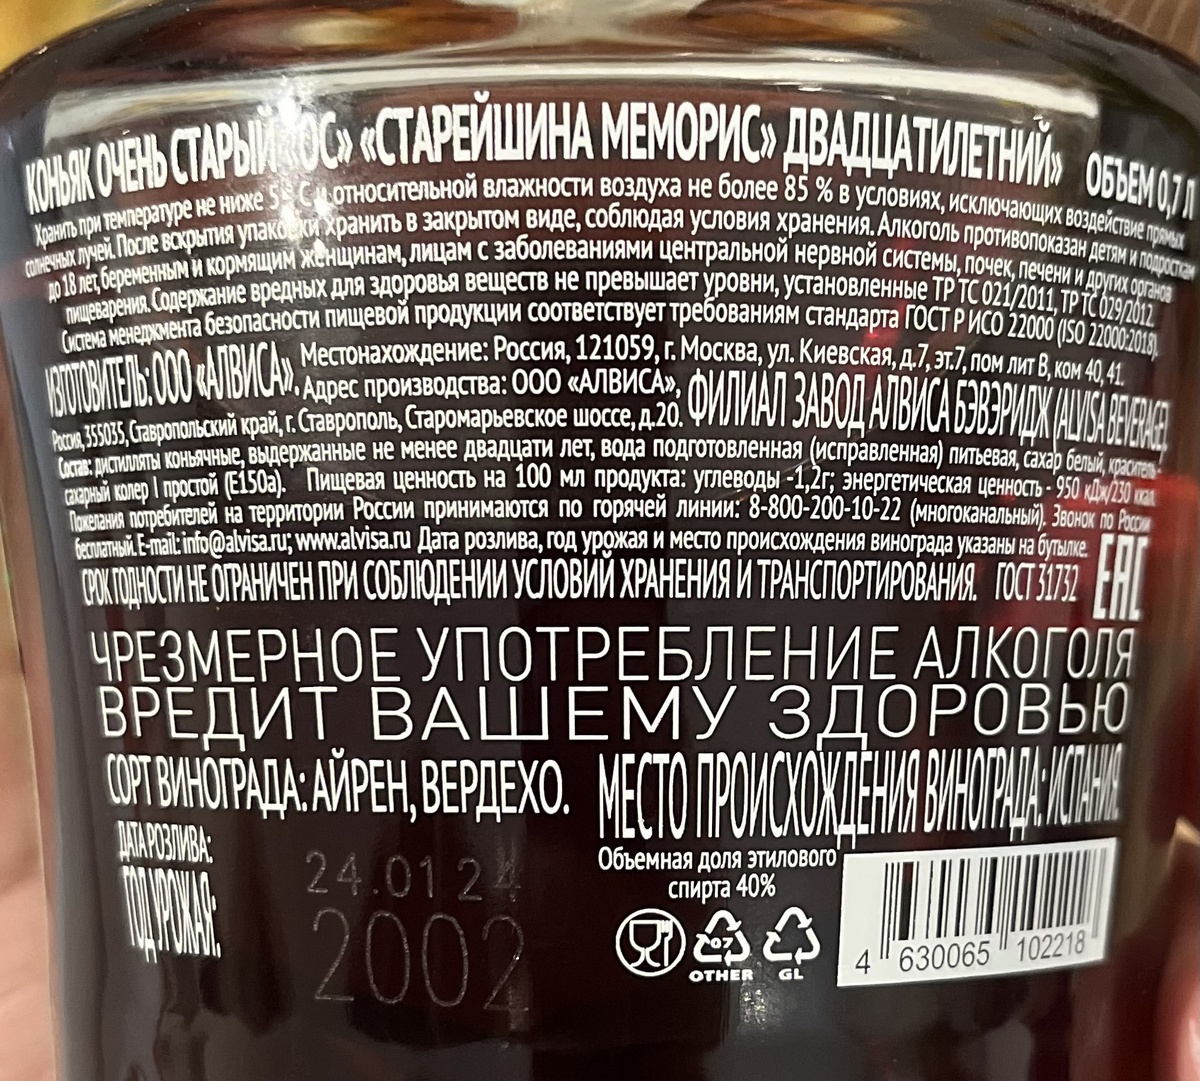 КОНЬЯК ОЧЕНЬ СТАРЫЙ «ОС» «СТАРЕЙШИНА МЕМОРИС» ДВАДЦАТИЛЕТНИЙ» ОБЪЕМ 0,7 Л
Хранить при температуре не ниже 5° С и относительной влажности воздуха не более 85 % в условиях, исключающих воздействие прямых
солнечных лучей. После вскрытия упаковки хранить в закрытом виде, соблюдая условия хранения. Алкоголь противопоказан детям и подросткам
до 18 лет, беременным и кормящим женщинам, лицам с заболеваниями центральной нервной системы, почек, печени и других органов
пищеварения. Содержание вредных для здоровья веществ не превышает уровни, установленные ТР ТС 021/2011, ТР ТС 029/2012.
Система менеджмента безопасности пищевой продукции соответствует требованиям стандарта ГОСТ Р ИСО 22000 (ISO 22000:2018).
ИЗГОТОВИТЕЛЬ: ООО «АЛВИСА», Местонахождение: Россия, 121059, г. Москва, ул. Киевская, д.7, эт.7, пом лит В, ком 40, 41.
Адрес производства: ООО «АЛВИСА», ФИЛИАЛ ЗАВОД АЛВИСА БЭВЭРИДЖ (ALVISA BEVERAGE),
Россия, 355035, Ставропольский край, г. Ставрополь, Старомарьевское шоссе, д.20.
Состав: дистилляты коньячные, выдержанные не менее двадцати лет, вода подготовленная (исправленная) питьевая, сахар белый, краситель-
сахарный колер I простой (Е150а). Пищевая ценность на 100 мл продукта: углеводы -1,2г; энергетическая ценность - 950 кДж/230 ккал.
Пожелания потребителей на территории России принимаются по горячей линии: 8-800-200-10-22 (многоканальный). Звонок по России
бесплатный. E-mail: info@alvisa.ru; www.alvisa.ru Дата розлива, год урожая и место происхождения винограда указаны на бутылке.
СРОК ГОДНОСТИ НЕ ОГРАНИЧЕН ПРИ СОБЛЮДЕНИИ УСЛОВИЙ ХРАНЕНИЯ И ТРАНСПОРТИРОВАНИЯ. ГОСТ 31732 EAC
ЧРЕЗМЕРНОЕ УПОТРЕБЛЕНИЕ АЛКОГОЛЯ
ВРЕДИТ ВАШЕМУ ЗДОРОВЬЮ
СОРТ ВИНОГРАДА: АЙРЕН, ВЕРДЕХО. МЕСТО ПРОИСХОЖДЕНИЯ ВИНОГРАДА: ИСПАНИЯ.
ДАТА РОЗЛИВА: 24.01 24
ГОД УРОЖАЯ: 2002
Объемная доля этилового
спирта 40%
07
OTHER GL
4 630065 102218